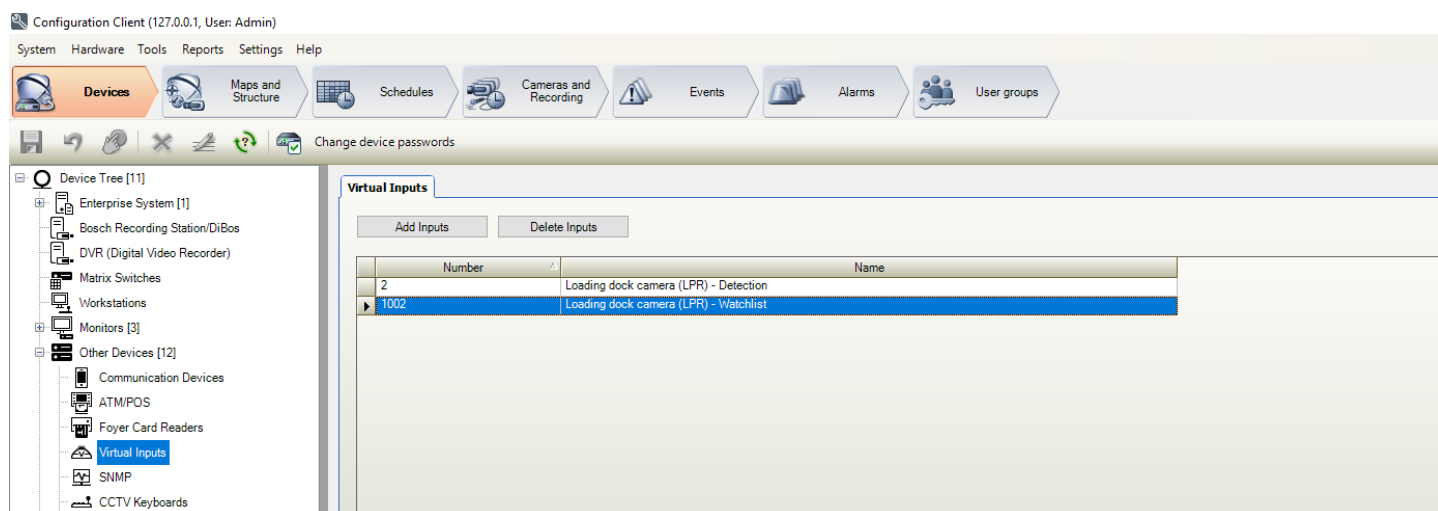 Configuration Client (127.0.0.1, User: Admin)
System Hardware Tools Reports Settings Help
Devices
Maps and
Structure
Schedules
Cameras and
Recording
Events
Alarms
User groups
Change device passwords
Device Tree [11]
Enterprise System [1]
Bosch Recording Station/DiBos
DVR (Digital Video Recorder)
Matrix Switches
Workstations
Monitors [3]
Other Devices [12]
Communication Devices
ATM/POS
Foyer Card Readers
Virtual Inputs
SNMP
CCTV Keyboards
Virtual Inputs
Add Inputs Delete Inputs
Number Name
2 Loading dock camera (LPR) - Detection
1002 Loading dock camera (LPR) - Watchlist